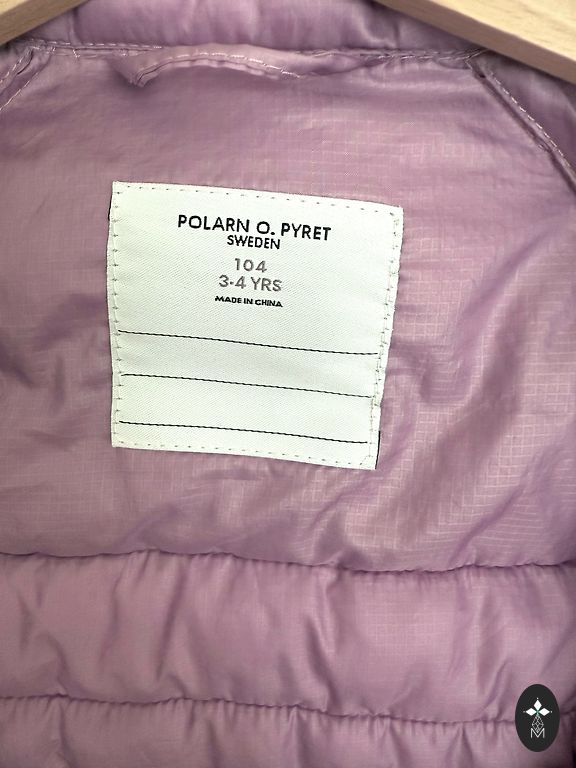 POLARN O. PYRET
SWEDEN
104
3-4 YRS
MADE IN CHINA
M